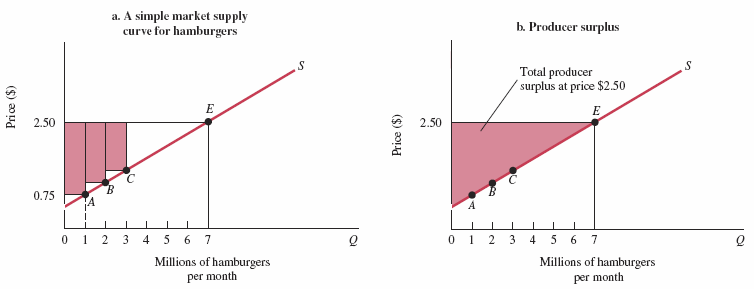 a. A simple market supply
curve for hamburgers
Price ($)
2.50
0.75
S
E
A
B
C
0 1 2 3 4 5 6 7 Q
Millions of hamburgers
per month
b. Producer surplus
Price ($)
2.50
Total producer
surplus at price $2.50
S
E
A
B
C
0 1 2 3 4 5 6 7 Q
Millions of hamburgers
per month